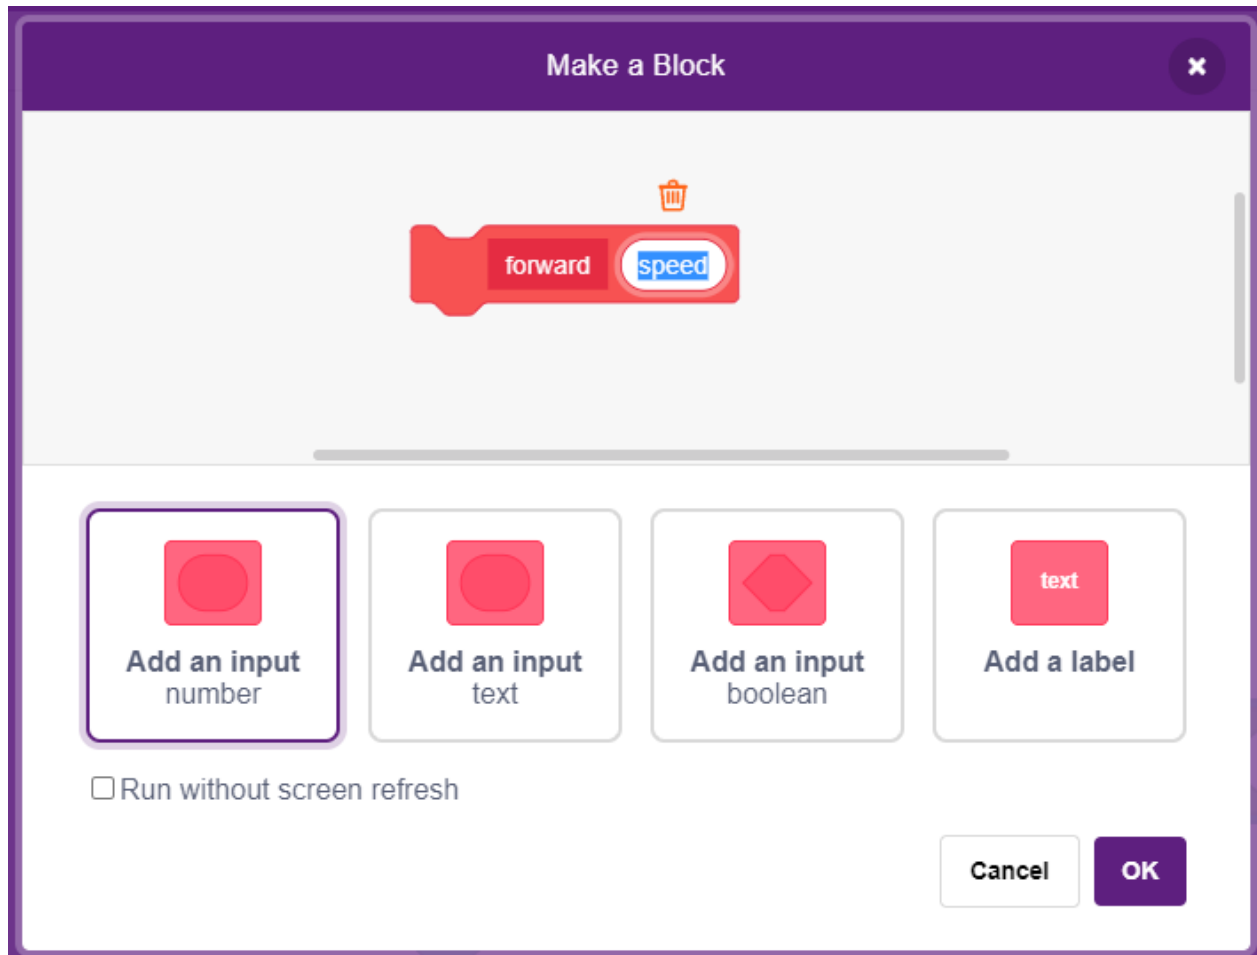 Make a Block
forward speed
text
Add an input
number
Add an input
text
Add an input
boolean
Add a label
Run without screen refresh
Cancel OK